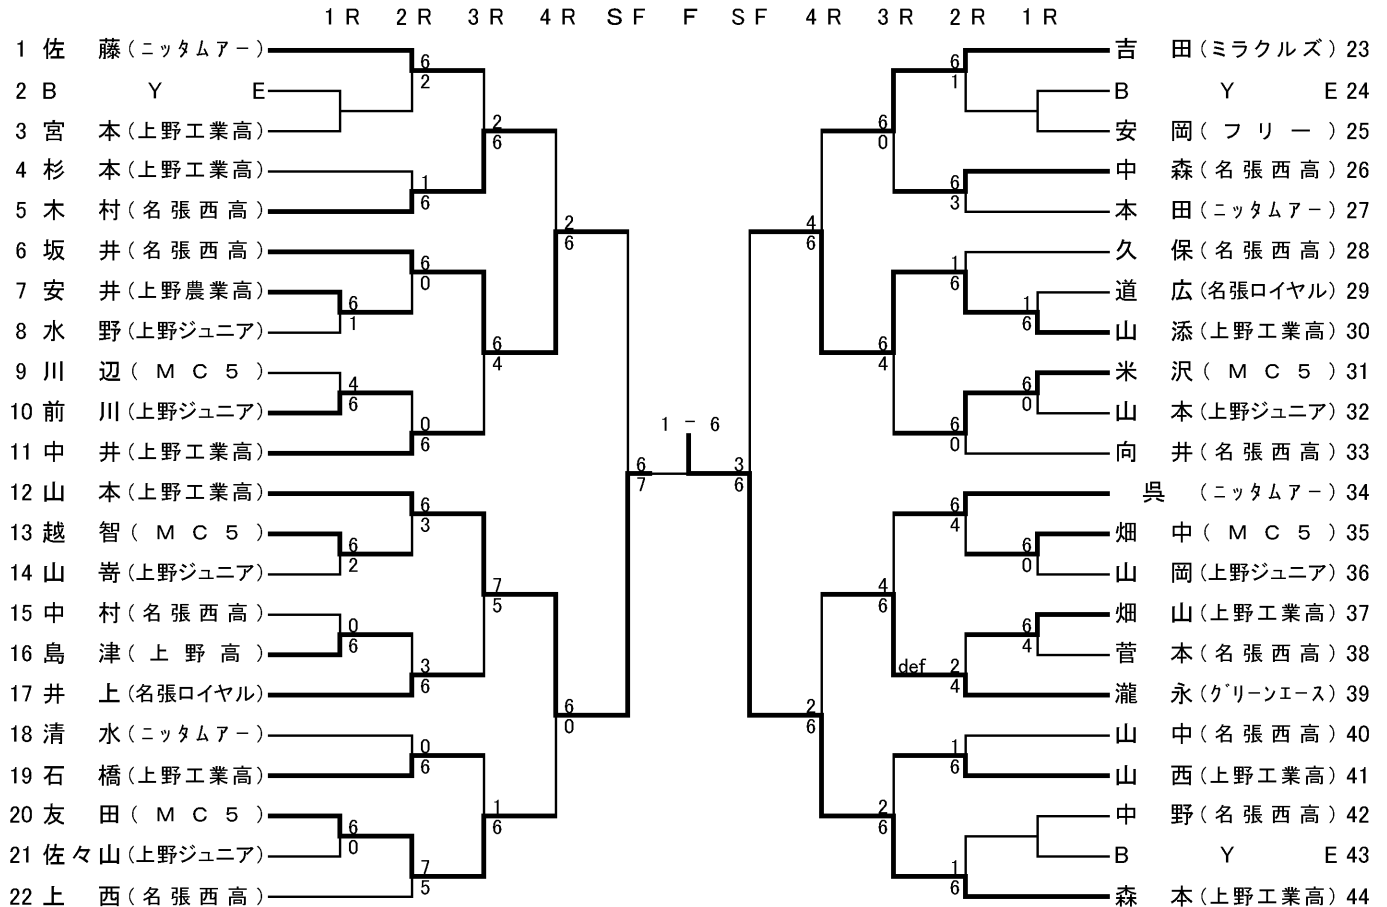 1R 2R 3R 4R SF F SF 4R 3R 2R 1R
1 佐 藤 (ニッタムアー) 吉 田 (ミラクルズ) 23
6 6
2 1
2 B Y E B Y E 24
3 宮 本 (上野工業高) 安 岡 (フリー) 25
2 6
6 0
4 杉 本 (上野工業高) 中 森 (名張西高) 26
1 6
6 3
5 木 村 (名張西高) 本 田 (ニッタムアー) 27
2 4
6 6
6 坂 井 (名張西高) 久 保 (名張西高) 28
6 1
0 6
7 安 井 (上野農業高) 道 広 (名張ロイヤル) 29
6 1
1 6
8 水 野 (上野ジュニア) 山 添 (上野工業高) 30
6 6
4 4
9 川 辺 (MC5) 米 沢 (MC5) 31
4 6
6 0
10 前 川 (上野ジュニア) 山 本 (上野ジュニア) 32
0 1 - 6 6
6 0
11 中 井 (上野工業高) 向 井 (名張西高) 33
6 3
7 6
12 山 本 (上野工業高) 呉 (ニッタムアー) 34
6 6
3 4
13 越 智 (MC5) 畑 中 (MC5) 35
6 6
2 0
14 山 嵜 (上野ジュニア) 山 岡 (上野ジュニア) 36
7 4
5 6
15 中 村 (名張西高) 畑 山 (上野工業高) 37
0 6
6 4
16 島 津 (上野高) 菅 本 (名張西高) 38
3 def 2
6 4
17 井 上 (名張ロイヤル) 瀧 永 (グリーンエース) 39
6 2
0 6
18 清 水 (ニッタムアー) 山 中 (名張西高) 40
0 1
6 6
19 石 橋 (上野工業高) 山 西 (上野工業高) 41
1 2
6 6
20 友 田 (MC5) 中 野 (名張西高) 42
6
0
21 佐々山 (上野ジュニア) B Y E 43
7 1
5 6
22 上 西 (名張西高) 森 本 (上野工業高) 44